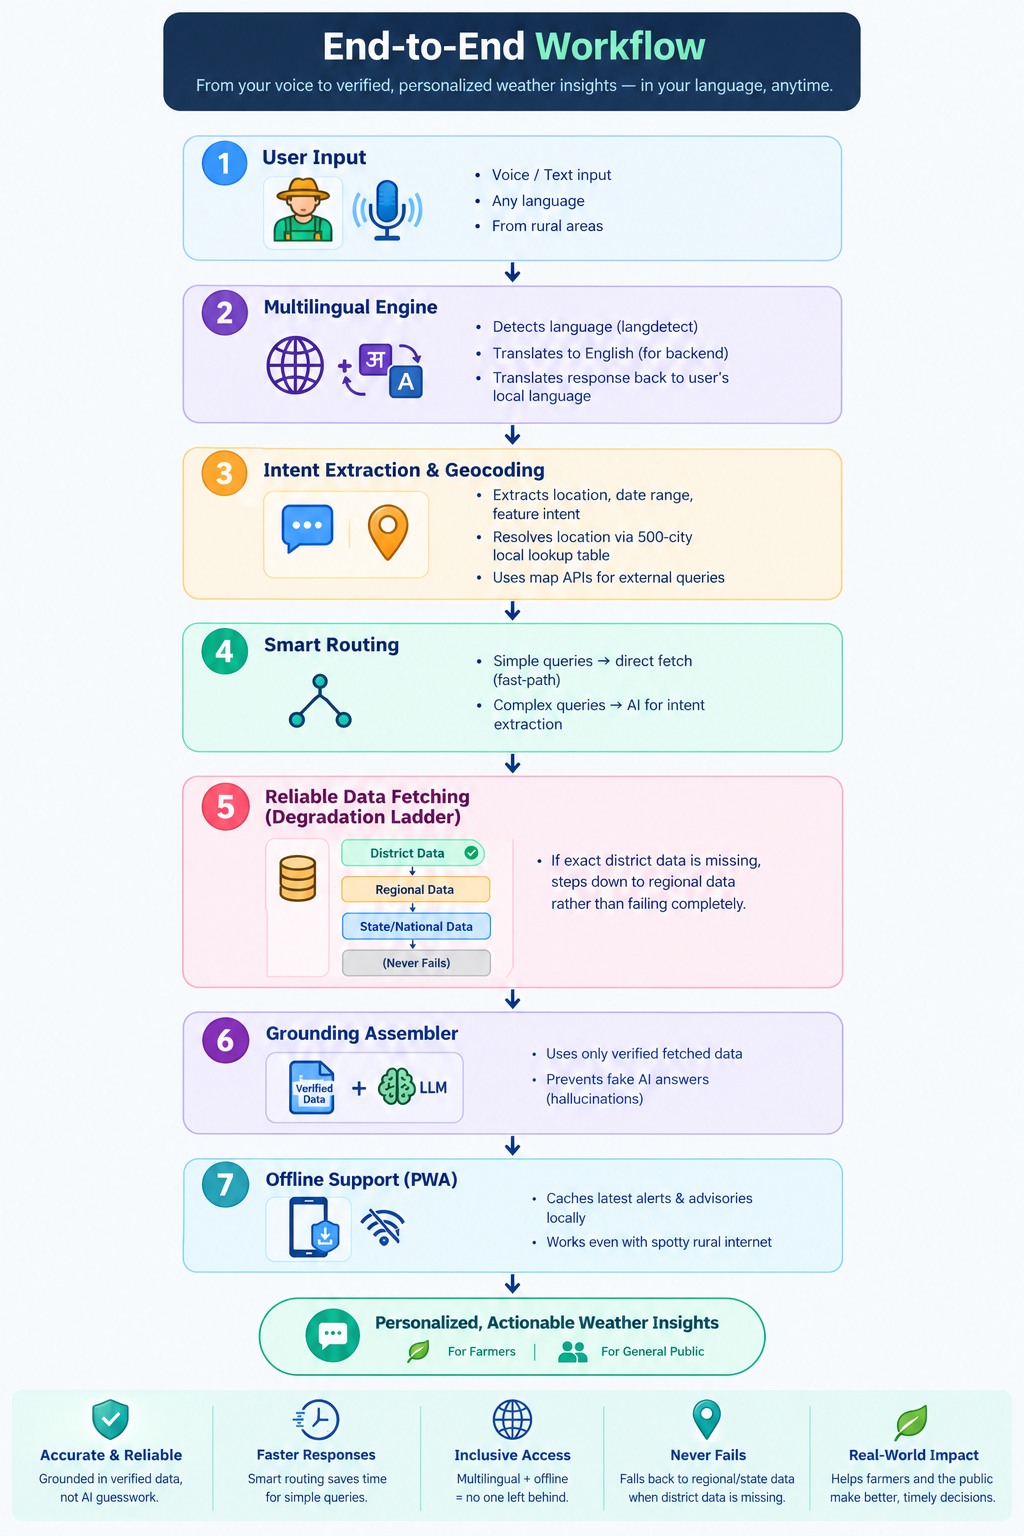 End-to-End Workflow
From your voice to verified, personalized weather insights — in your language, anytime.
1
User Input
• Voice / Text input
• Any language
• From rural areas
2
Multilingual Engine
अ
A
• Detects language (langdetect)
• Translates to English (for backend)
• Translates response back to user's
local language
3
Intent Extraction & Geocoding
• Extracts location, date range,
feature intent
• Resolves location via 500-city
local lookup table
• Uses map APIs for external queries
4
Smart Routing
• Simple queries → direct fetch
(fast-path)
• Complex queries → AI for intent
extraction
5
Reliable Data Fetching
(Degradation Ladder)
District Data
Regional Data
State/National Data
(Never Fails)
• If exact district data is missing,
steps down to regional data
rather than failing completely.
6
Grounding Assembler
Verified
Data
+
LLM
• Uses only verified fetched data
• Prevents fake AI answers
(hallucinations)
7
Offline Support (PWA)
• Caches latest alerts & advisories
locally
• Works even with spotty rural internet
Personalized, Actionable Weather Insights
For Farmers | For General Public
Accurate & Reliable
Grounded in verified data,
not AI guesswork.
Faster Responses
Smart routing saves time
for simple queries.
Inclusive Access
Multilingual + offline
= no one left behind.
Never Fails
Falls back to regional/state data
when district data is missing.
Real-World Impact
Helps farmers and the public
make better, timely decisions.